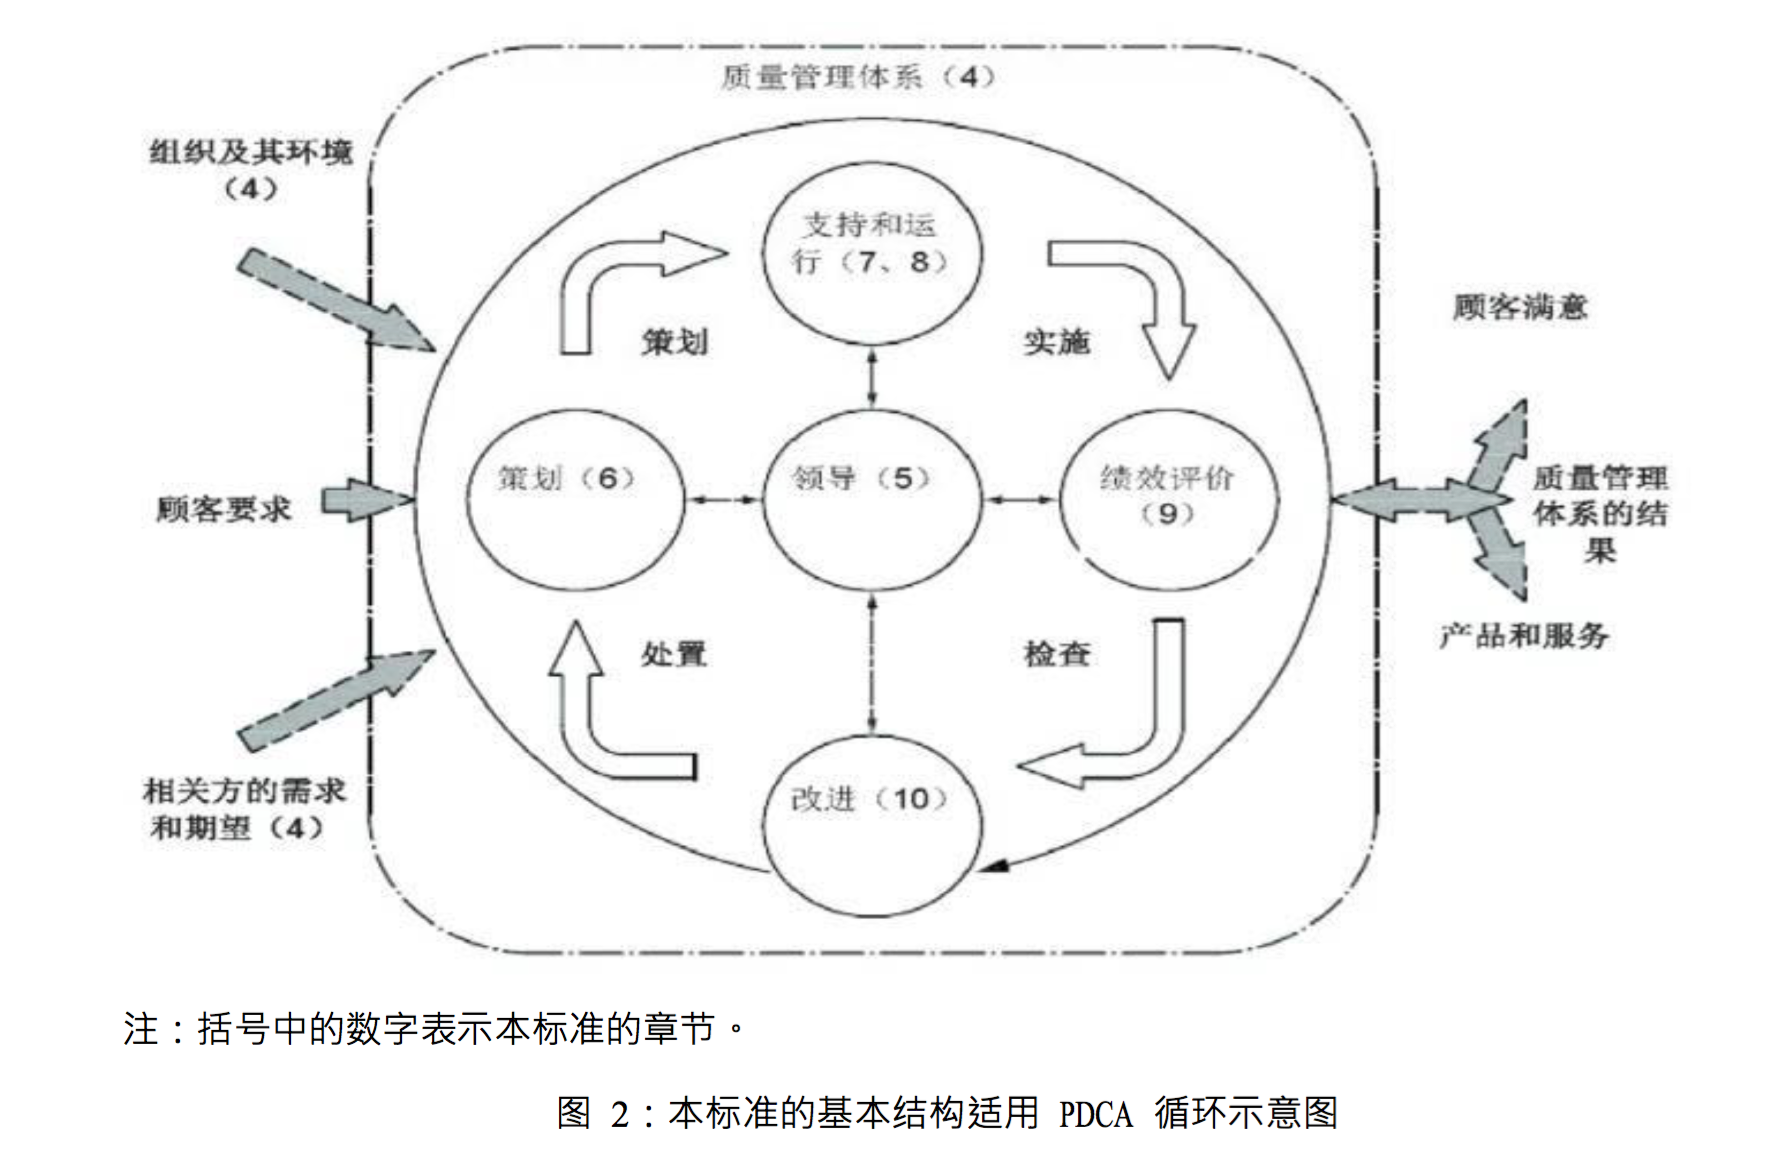 质量管理体系（4）
组织及其环境
（4）
支持和运
行（7、8）
顾客满意
策划
实施
策划（6）
领导（5）
绩效评价
（9）
顾客要求
质量管理
体系的结
果
处置
检查
产品和服务
相关方的需求
和期望（4）
改进（10）
注：括号中的数字表示本标准的章节。
图 2：本标准的基本结构适用 PDCA 循环示意图